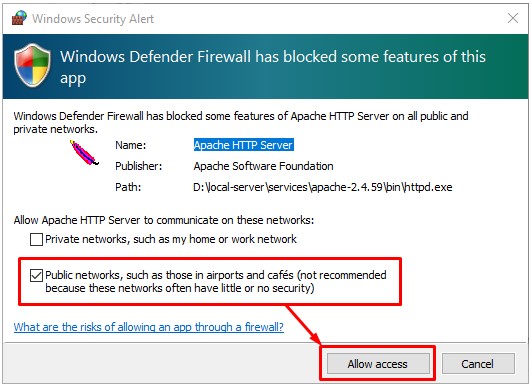 Windows Security Alert
Windows Defender Firewall has blocked some features of this
app
Windows Defender Firewall has blocked some features of Apache HTTP Server on all public and
private networks.
Name: Apache HTTP Server
Publisher: Apache Software Foundation
Path: D:\local-server\services\apache-2.4.59\bin\httpd.exe
Allow Apache HTTP Server to communicate on these networks:
Private networks, such as my home or work network
Public networks, such as those in airports and cafés (not recommended
because these networks often have little or no security)
What are the risks of allowing an app through a firewall?
Allow access Cancel